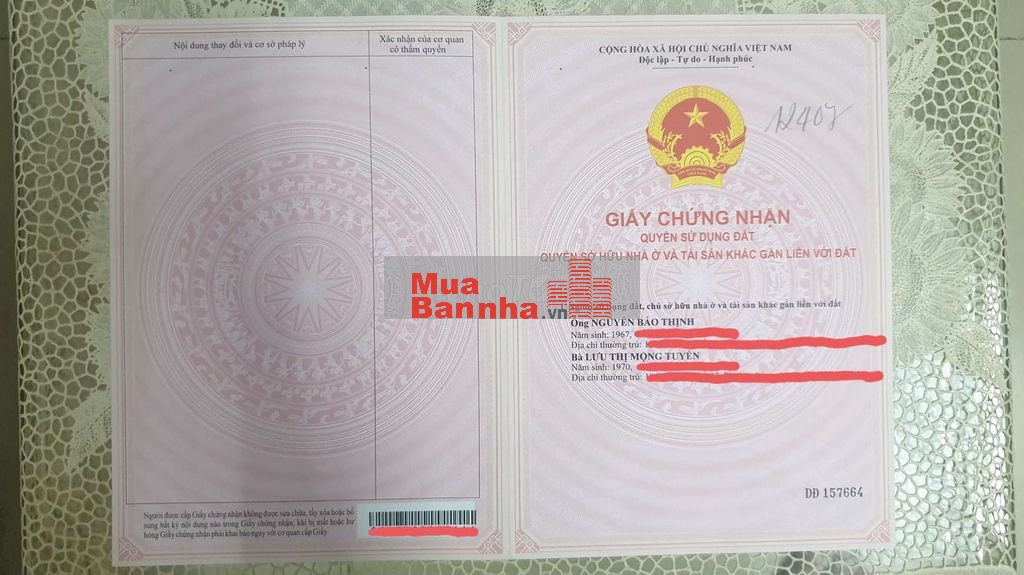 Nội dung thay đổi và cơ sở pháp lý
Xác nhận của cơ quan
có thẩm quyền
Người được cấp Giấy chứng nhận không được sửa chữa, tẩy xóa hoặc bổ
sung bất kỳ nội dung nào trong Giấy chứng nhận; khi bị mất hoặc hư
hỏng Giấy chứng nhận phải khai báo ngay với cơ quan cấp Giấy.
CỘNG HÒA XÃ HỘI CHỦ NGHĨA VIỆT NAM
Độc lập - Tự do - Hạnh phúc
VIỆT NAM
GIẤY CHỨNG NHẬN
QUYỀN SỬ DỤNG ĐẤT
QUYỀN SỞ HỮU NHÀ Ở VÀ TÀI SẢN KHÁC GẮN LIỀN VỚI ĐẤT
Mua
Bannha.vn
dụng đất, chủ sở hữu nhà ở và tài sản khác gắn liền với đất
Ông NGUYỄN BẢO THỊNH
Năm sinh: 1967,
Địa chỉ thường trú: 1
Bà LƯU THỊ MỘNG TUYỀN
Năm sinh: 1970,
Địa chỉ thường trú: 1
DĐ 157664